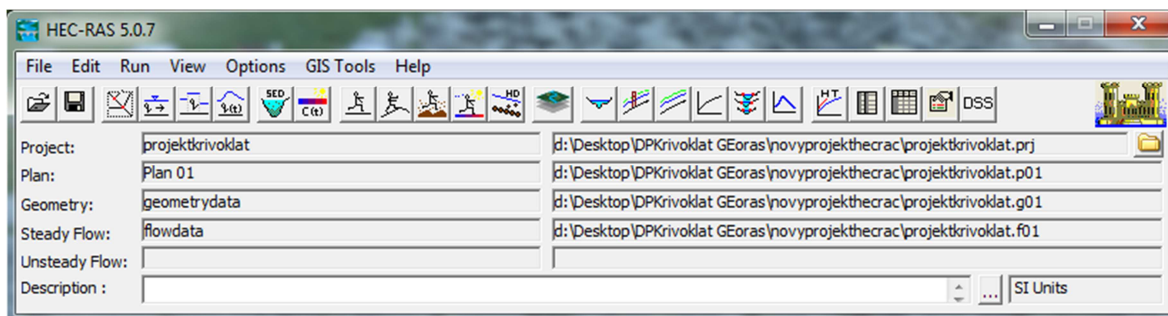 HEC-RAS 5.0.7
File Edit Run View Options GIS Tools Help
SED C(t) HD HT DSS
Project: projektkrivoklat d:\Desktop\DPKrivoklat GEoras\novyprojekthecrac\projektkrivoklat.prj
Plan: Plan 01 d:\Desktop\DPKrivoklat GEoras\novyprojekthecrac\projektkrivoklat.p01
Geometry: geometrydata d:\Desktop\DPKrivoklat GEoras\novyprojekthecrac\projektkrivoklat.g01
Steady Flow: flowdata d:\Desktop\DPKrivoklat GEoras\novyprojekthecrac\projektkrivoklat.f01
Unsteady Flow:
Description : ... SI Units